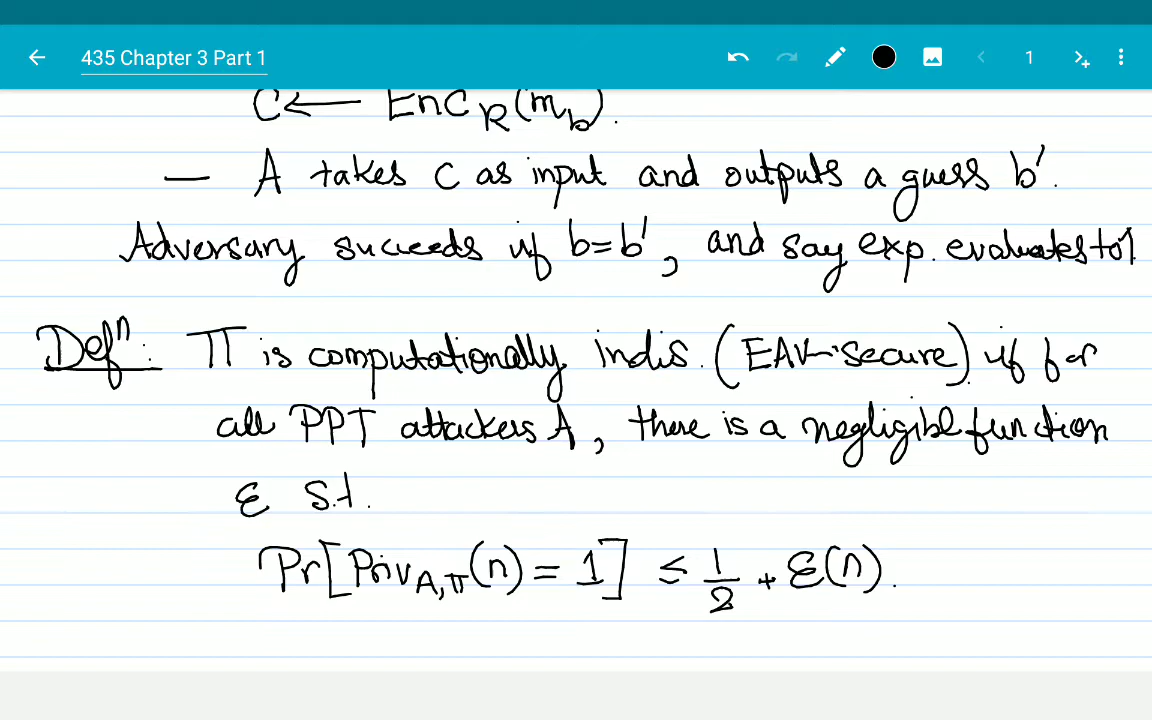 435 Chapter 3 Part 1
1
C ← Enc_k(m_b).
— A takes c as input and outputs a guess b'.
Adversary succeeds if b=b', and say exp. evaluates to 1
Defⁿ: Π is computationally indis. (EAV-secure) if for
all PPT attackers A, there is a negligible function
ε s.t.
Pr[Priv_{A,Π}(n) = 1] ≤ 1/2 + ε(n).